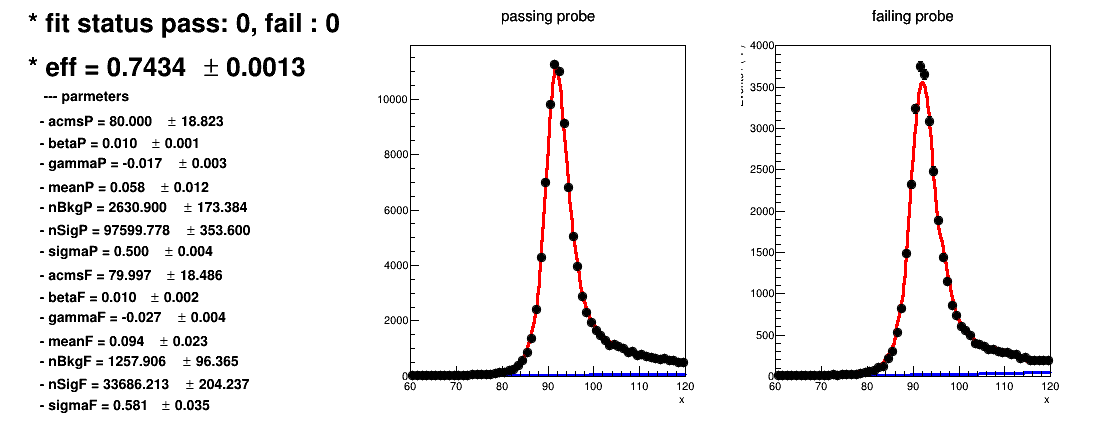 * fit status pass: 0, fail : 0
* eff = 0.7434 ± 0.0013
--- parmeters
- acmsP = 80.000 ± 18.823
- betaP = 0.010 ± 0.001
- gammaP = -0.017 ± 0.003
- meanP = 0.058 ± 0.012
- nBkgP = 2630.900 ± 173.384
- nSigP = 97599.778 ± 353.600
- sigmaP = 0.500 ± 0.004
- acmsF = 79.997 ± 18.486
- betaF = 0.010 ± 0.002
- gammaF = -0.027 ± 0.004
- meanF = 0.094 ± 0.023
- nBkgF = 1257.906 ± 96.365
- nSigF = 33686.213 ± 204.237
- sigmaF = 0.581 ± 0.035
passing probe
10000
8000
6000
4000
2000
0
60 70 80 90 100 110 120
x
failing probe
4000
3500
3000
2500
2000
1500
1000
500
0
60 70 80 90 100 110 120
x